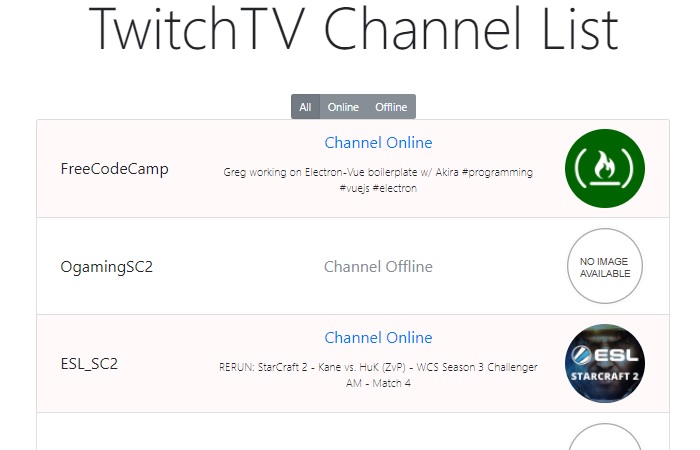 TwitchTV Channel List
All Online Offline
FreeCodeCamp
Channel Online
Greg working on Electron-Vue boilerplate w/ Akira #programming
#vuejs #electron
OgamingSC2
Channel Offline
NO IMAGE
AVAILABLE
ESL_SC2
Channel Online
RERUN: StarCraft 2 - Kane vs. HuK (ZvP) - WCS Season 3 Challenger
AM - Match 4
ESL
STARCRAFT 2